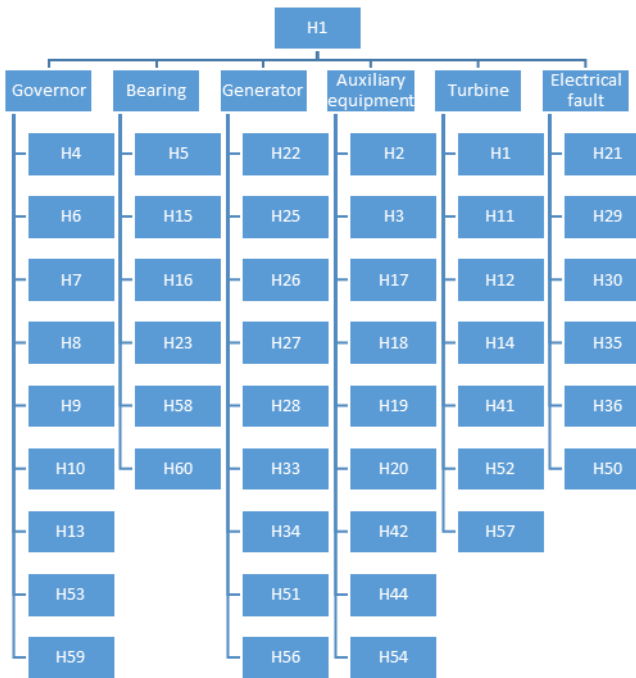 H1
Governor
Bearing
Generator
Auxiliary
equipment
Turbine
Electrical
fault
H4
H6
H7
H8
H9
H10
H13
H53
H59
H5
H15
H16
H23
H58
H60
H22
H25
H26
H27
H28
H33
H34
H51
H56
H2
H3
H17
H18
H19
H20
H42
H44
H54
H1
H11
H12
H14
H41
H52
H57
H21
H29
H30
H35
H36
H50